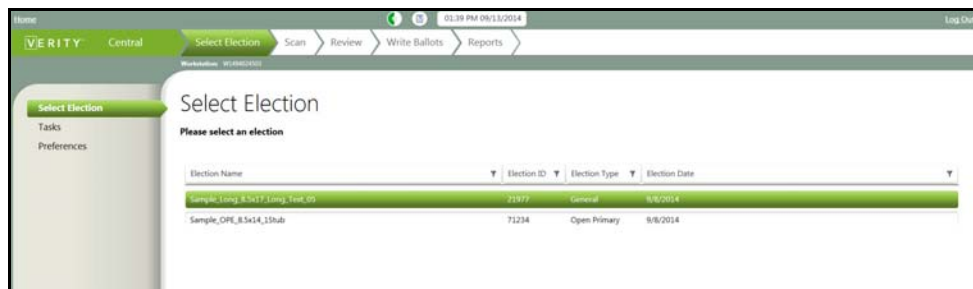 Home 01:39 PM 09/13/2014 Log Out
VERITY Central Select Election Scan Review Write Ballots Reports
Workstation:
Select Election
Tasks
Preferences
Select Election
Please select an election
Election Name Election ID Election Type Election Date
Sample_Long_8.5x17_Long_Text_05 21977 General 9/8/2014
Sample_OPE_8.5x14_1Stub 71234 Open Primary 9/8/2014